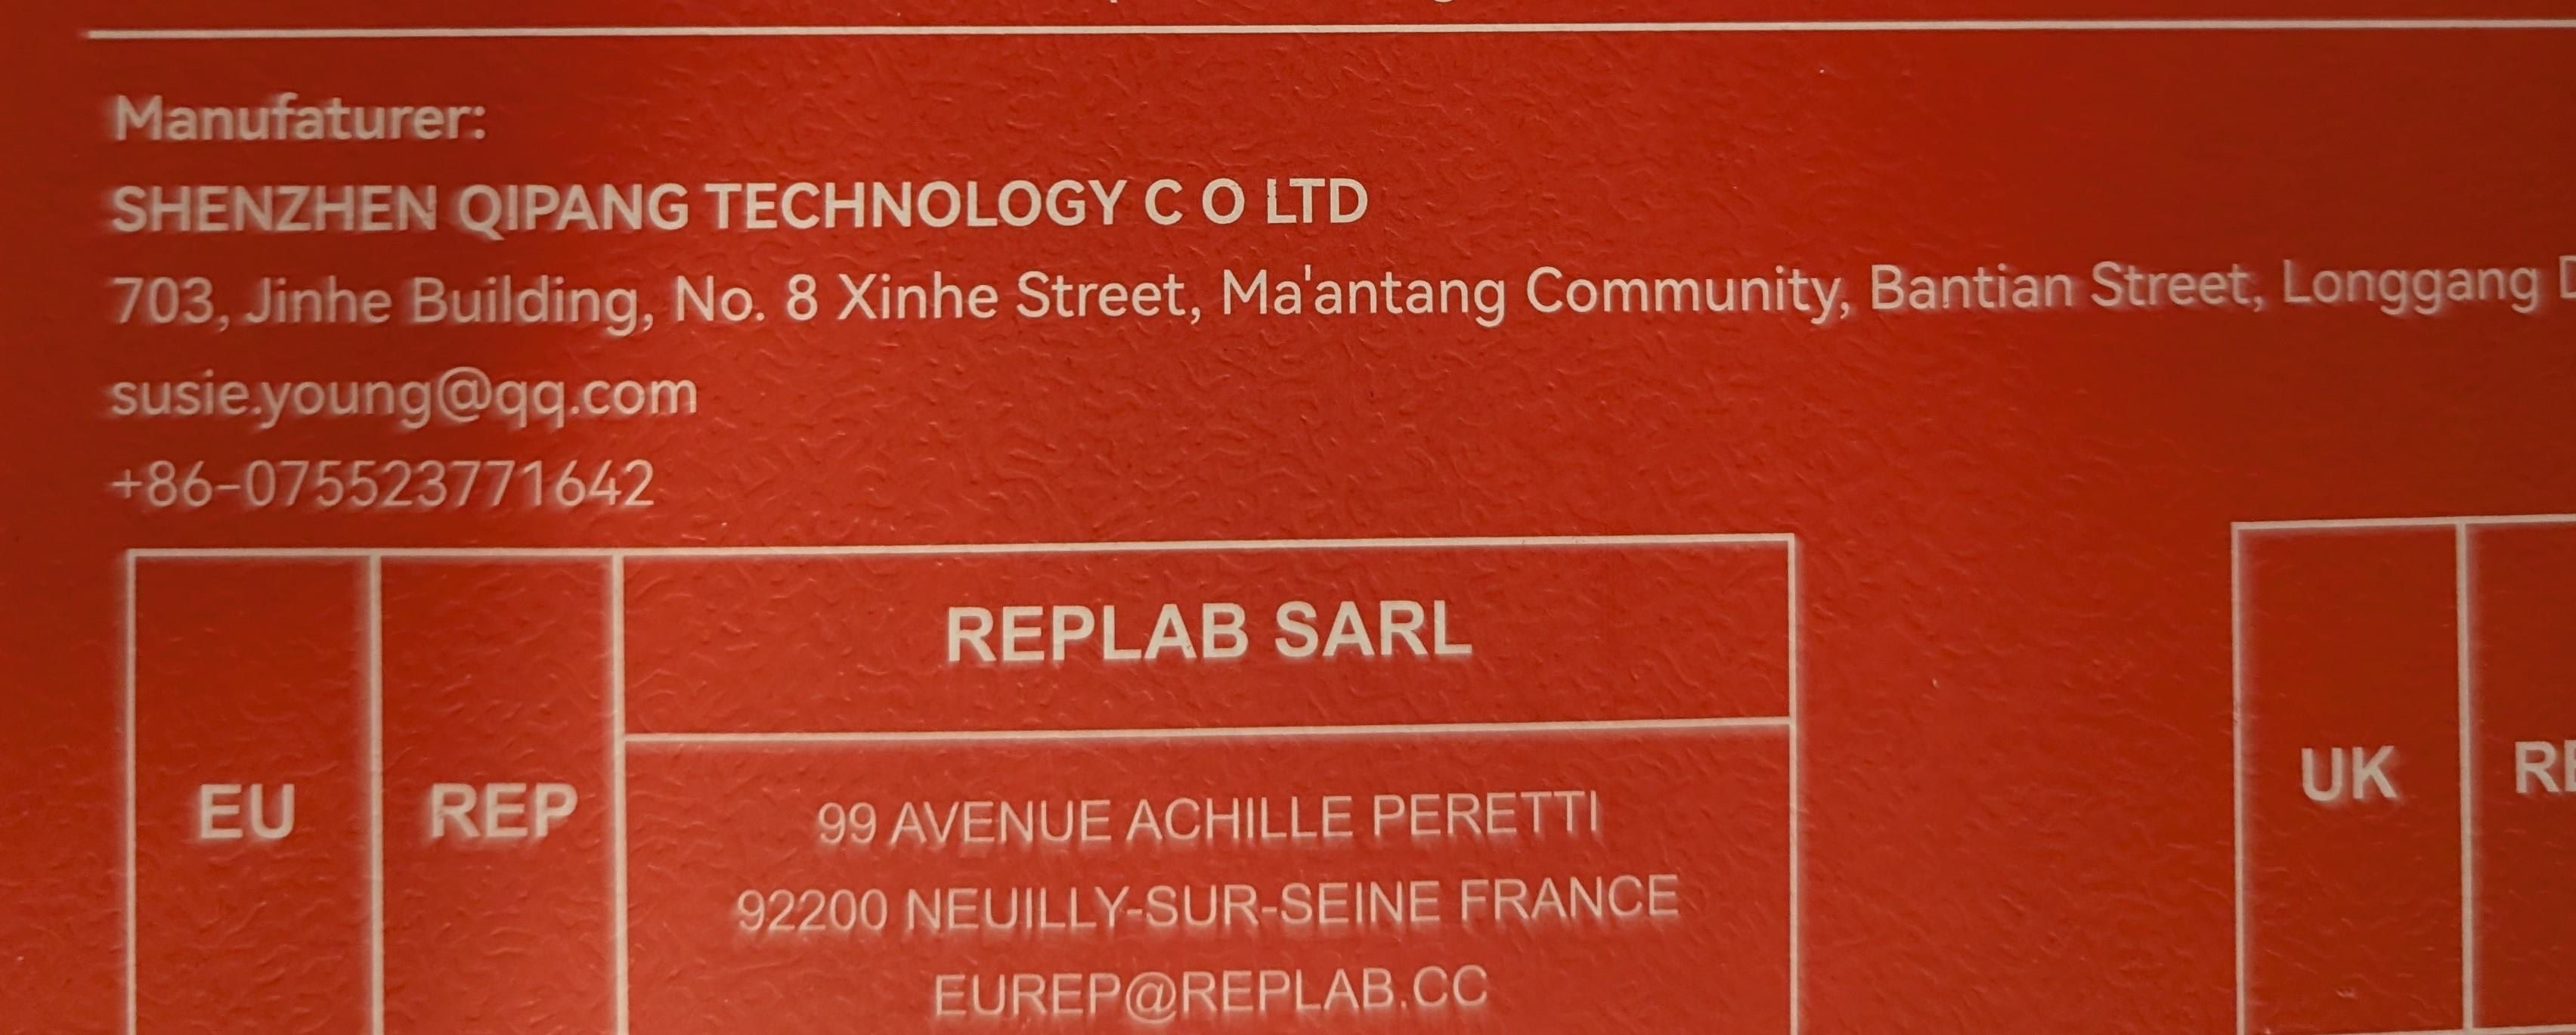 Manufaturer:
SHENZHEN QIPANG TECHNOLOGY C O LTD
703, Jinhe Building, No. 8 Xinhe Street, Ma'antang Community, Bantian Street, Longgang
susie.young@qq.com
+86-075523771642
EU
REP
REPLAB SARL
99 AVENUE ACHILLE PERETTI
92200 NEUILLY-SUR-SEINE FRANCE
EUREP@REPLAB.CC
UK